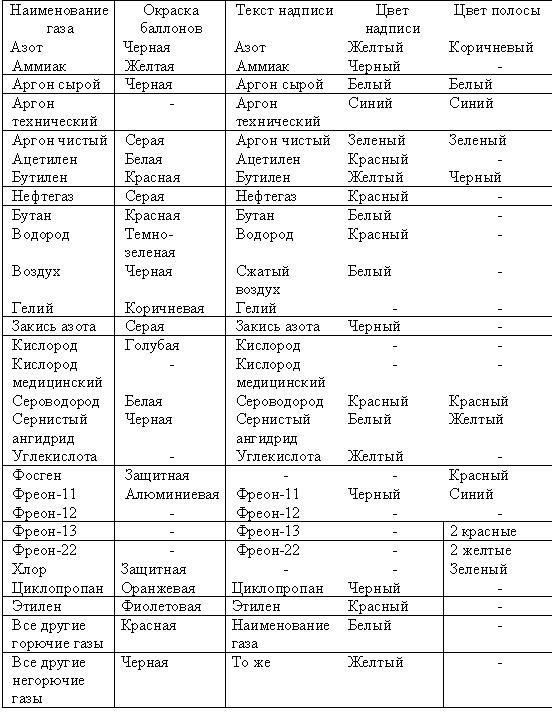 Наименование газа Окраска баллонов Текст надписи Цвет надписи Цвет полосы
Азот Черная Азот Желтый Коричневый
Аммиак Желтая Аммиак Черный -
Аргон сырой Черная Аргон сырой Белый Белый
Аргон технический - Аргон технический Синий Синий
Аргон чистый Серая Аргон чистый Зеленый Зеленый
Ацетилен Белая Ацетилен Красный -
Бутилен Красная Бутилен Желтый Черный
Нефтегаз Серая Нефтегаз Красный -
Бутан Красная Бутан Белый -
Водород Темно-зеленая Водород Красный -
Воздух Черная Сжатый воздух Белый -
Гелий Коричневая Гелий - -
Закись азота Серая Закись азота Черный -
Кислород Голубая Кислород - -
Кислород медицинский - Кислород медицинский - -
Сероводород Белая Сероводород Красный Красный
Сернистый ангидрид Черная Сернистый ангидрид Белый Желтый
Углекислота - Углекислота Желтый -
Фосген Защитная - - Красный
Фреон-11 Алюминиевая Фреон-11 Черный Синий
Фреон-12 - Фреон-12 - -
Фреон-13 - Фреон-13 - 2 красные
Фреон-22 - Фреон-22 - 2 желтые
Хлор Защитная - - Зеленый
Циклопропан Оранжевая Циклопропан Черный -
Этилен Фиолетовая Этилен Красный -
Все другие горючие газы Красная Наименование газа Белый -
Все другие негорючие газы Черная То же Желтый -